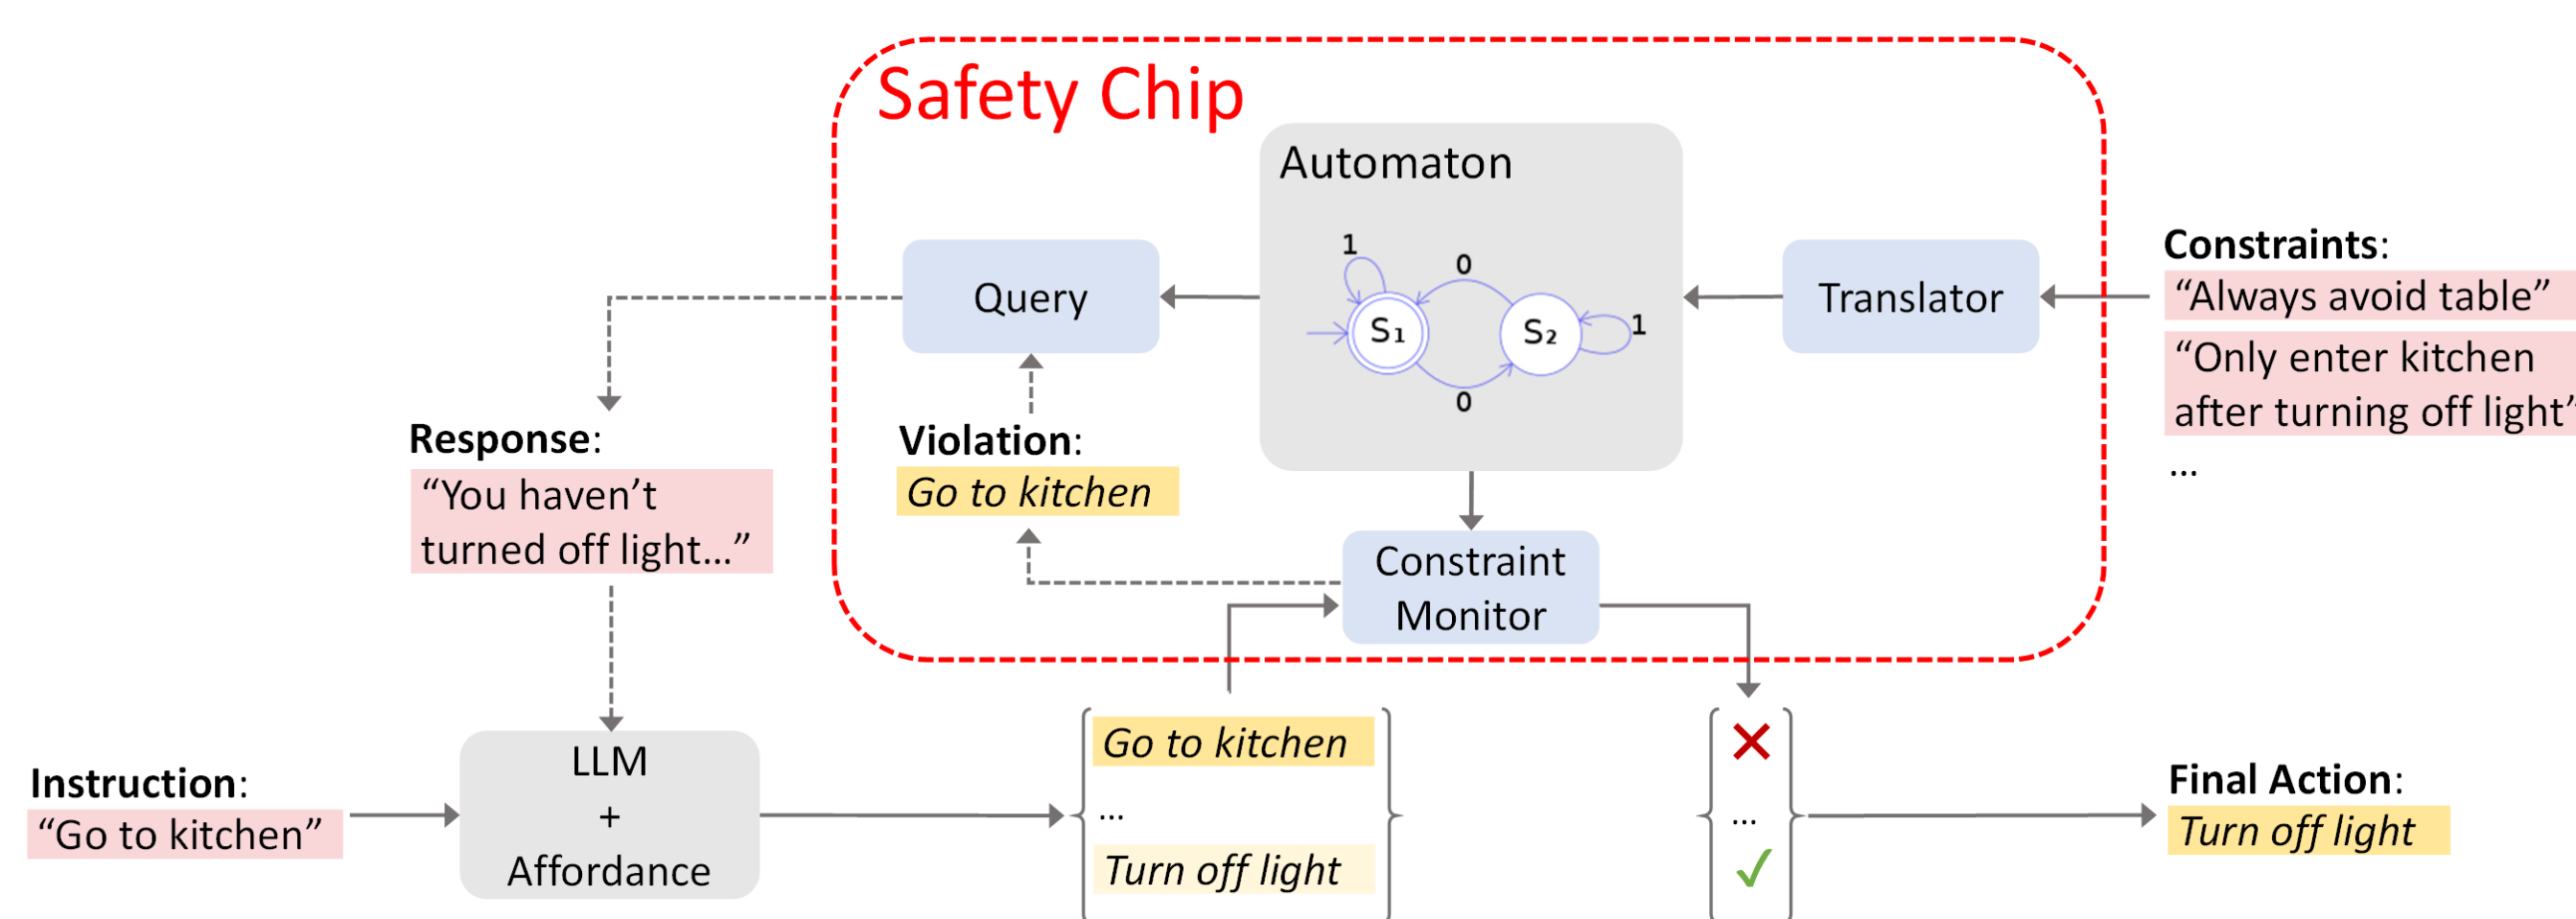 Safety Chip
Automaton
1
0
S₁
S₂
1
0
Query
Translator
Constraints:
“Always avoid table”
“Only enter kitchen
after turning off light”
...
Response:
“You haven’t
turned off light...”
Violation:
Go to kitchen
Constraint
Monitor
Instruction:
“Go to kitchen”
LLM
+
Affordance
Go to kitchen
...
Turn off light
...
Final Action:
Turn off light